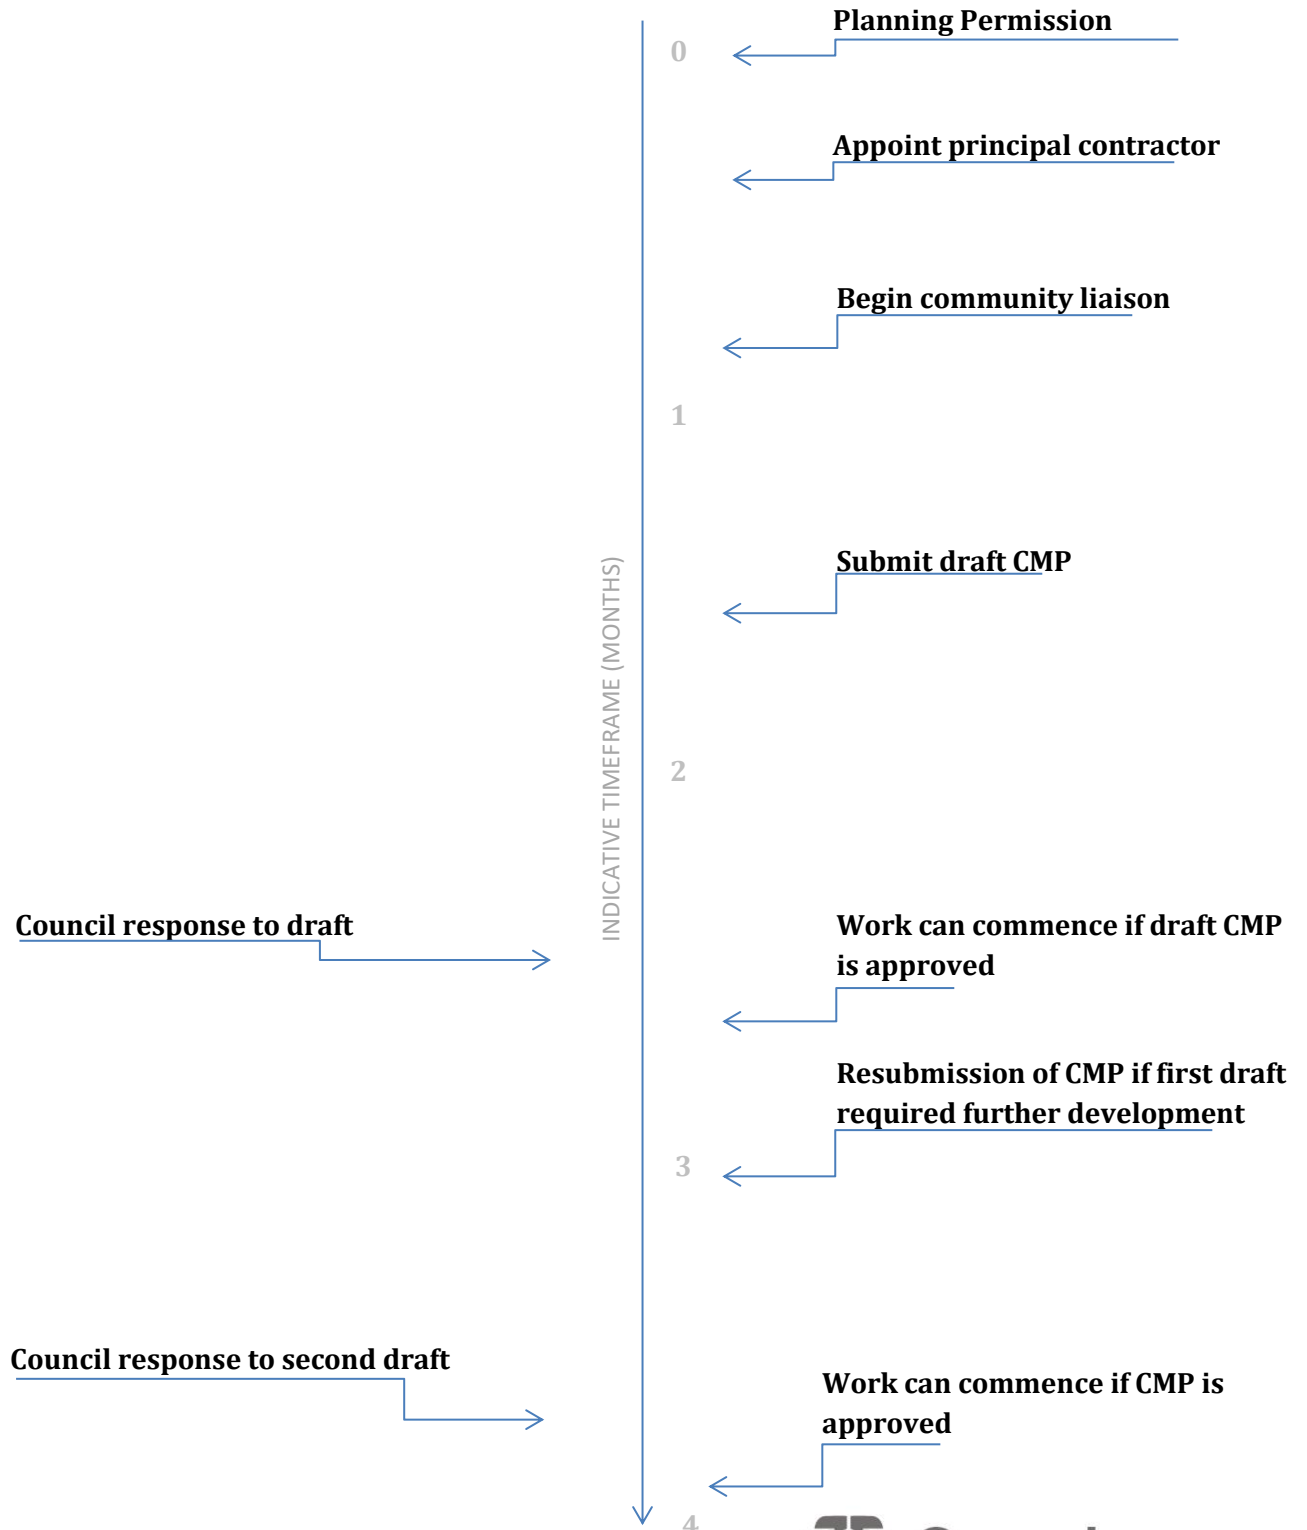 Planning Permission
0
Appoint principal contractor
Begin community liaison
1
Submit draft CMP
INDICATIVE TIMEFRAME (MONTHS)
2
Council response to draft
Work can commence if draft CMP
is approved
Resubmission of CMP if first draft
required further development
3
Council response to second draft
Work can commence if CMP is
approved
4